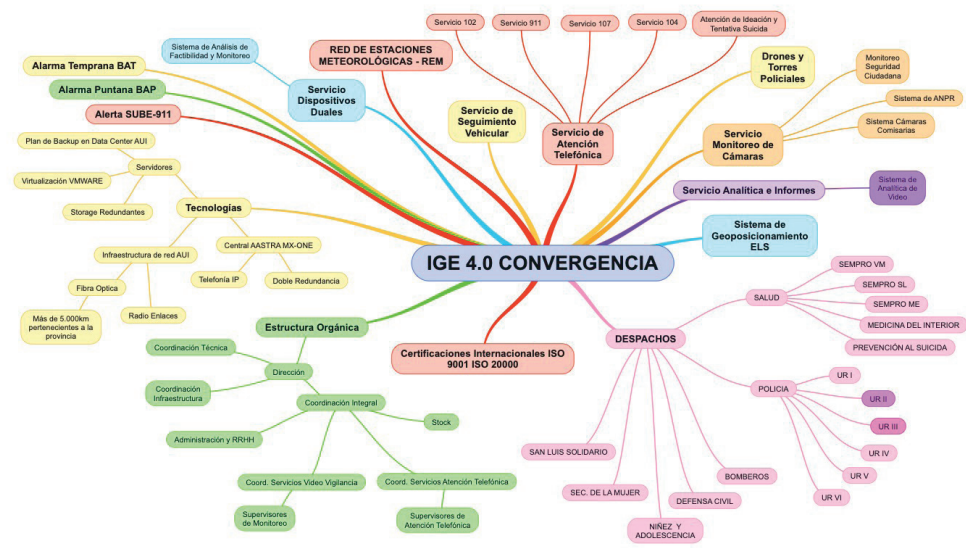 Servicio 102
Servicio 911
Servicio 107
Servicio 104
Atención de Ideación y
Tentativa Suicida
Sistema de Análisis de
Factibilidad y Monitoreo
RED DE ESTACIONES
METEOROLÓGICAS - REM
Drones y
Torres
Policiales
Monitoreo
Seguridad
Ciudadana
Alarma Temprana BAT
Alarma Puntana BAP
Alerta SUBE-911
Servicio
Dispositivos
Duales
Servicio de
Seguimiento
Vehicular
Servicio de
Atención
Telefónica
Servicio
Monitoreo de
Cámaras
Sistema de ANPR
Sistema Cámaras
Comisarias
Plan de Backup en Data Center AUI
Servidores
Virtualización VMWARE
Storage Redundantes
Tecnologías
Servicio Analítica e Informes
Sistema de
Analítica de
Video
Sistema de
Geoposicionamiento
ELS
Central AASTRA MX-ONE
Infraestructura de red AUI
Telefonía IP
Doble Redundancia
Fibra Optica
Más de 5.000km
pertenecientes a la
provincia
Radio Enlaces
IGE 4.0 CONVERGENCIA
SEMPRO VM
SEMPRO SL
SALUD
SEMPRO ME
MEDICINA DEL INTERIOR
PREVENCIÓN AL SUICIDA
Estructura Orgánica
Certificaciones Internacionales ISO
9001 ISO 20000
DESPACHOS
Coordinación Técnica
Dirección
Coordinación
Infraestructura
Coordinación Integral
Stock
Administración y RRHH
Coord. Servicios Video Vigilancia
Coord. Servicios Atención Telefónica
Supervisores
de Monitoreo
Supervisores de
Atención Telefónica
POLICIA
UR I
UR II
UR III
UR IV
UR V
UR VI
SAN LUIS SOLIDARIO
SEC. DE LA MUJER
NIÑEZ Y
ADOLESCENCIA
DEFENSA CIVIL
BOMBEROS